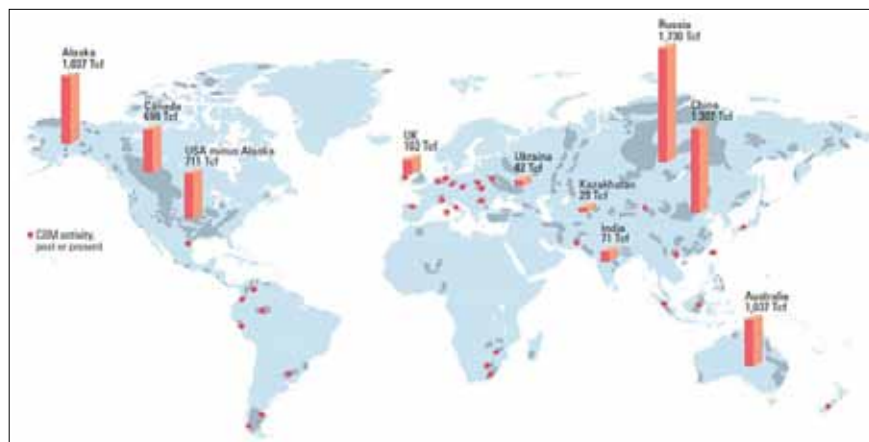 Alaska
1,037 Tcf
Canada
699 Tcf
USA minus Alaska
711 Tcf
CBM activity,
past or present
UK
102 Tcf
Ukraine
42 Tcf
Kazakhstan
23 Tcf
India
71 Tcf
Russia
1,730 Tcf
China
1,307 Tcf
Australia
1,037 Tcf